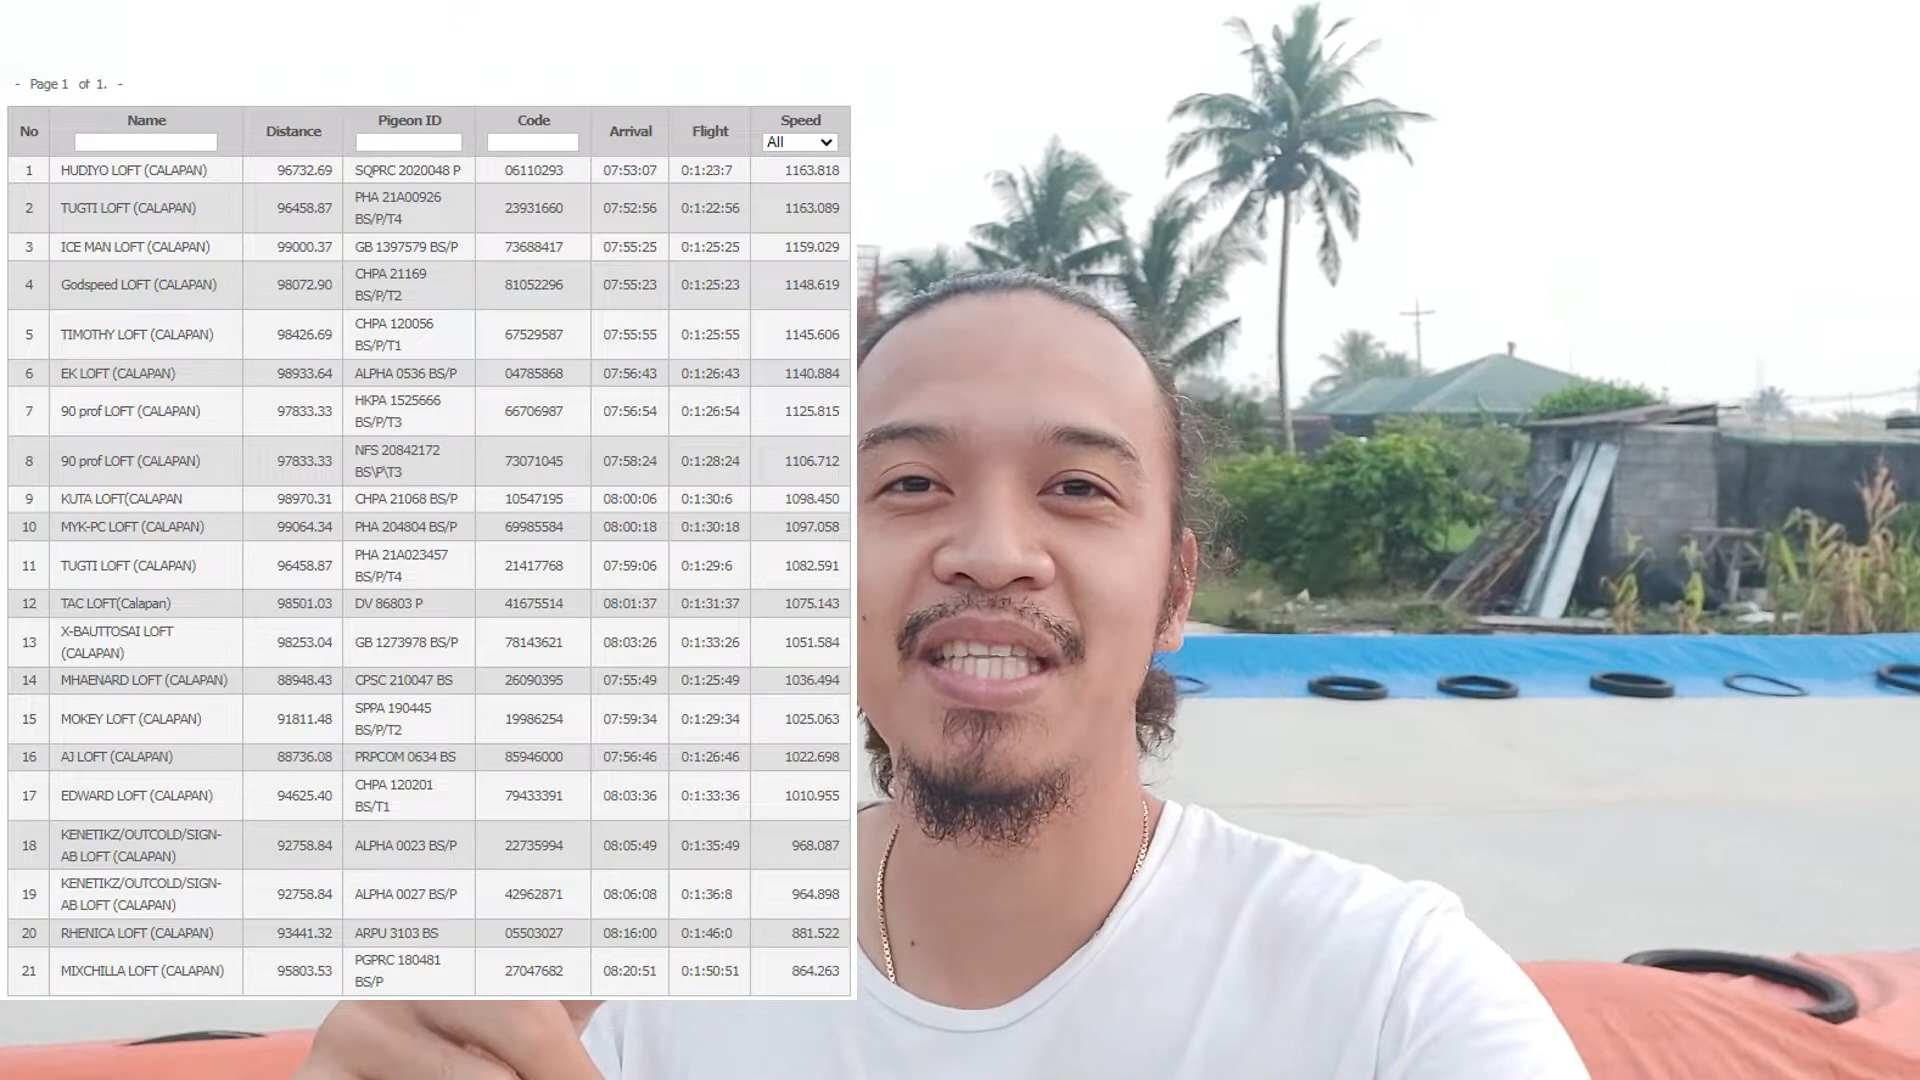 - Page 1 of 1. -
No Name Distance Pigeon ID Code Arrival Flight Speed
All
1 HUDIYO LOFT (CALAPAN) 96732.69 SQPRC 2020048 P 06110293 07:53:07 0:1:23:7 1163.818
2 TUGTI LOFT (CALAPAN) 96458.87 PHA 21A00926 BS/P/T4 23931660 07:52:56 0:1:22:56 1163.089
3 ICE MAN LOFT (CALAPAN) 99000.37 GB 1397579 BS/P 73688417 07:55:25 0:1:25:25 1159.029
4 Godspeed LOFT (CALAPAN) 98072.90 CHPA 21169 BS/P/T2 81052296 07:55:23 0:1:25:23 1148.619
5 TIMOTHY LOFT (CALAPAN) 98426.69 CHPA 120056 BS/P/T1 67529587 07:55:55 0:1:25:55 1145.606
6 EK LOFT (CALAPAN) 98933.64 ALPHA 0536 BS/P 04785868 07:56:43 0:1:26:43 1140.884
7 90 prof LOFT (CALAPAN) 97833.33 HKPA 1525666 BS/P/T3 66706987 07:56:54 0:1:26:54 1125.815
8 90 prof LOFT (CALAPAN) 97833.33 NFS 20842172 BS\P\T3 73071045 07:58:24 0:1:28:24 1106.712
9 KUTA LOFT(CALAPAN 98970.31 CHPA 21068 BS/P 10547195 08:00:06 0:1:30:6 1098.450
10 MYK-PC LOFT (CALAPAN) 99064.34 PHA 204804 BS/P 69985584 08:00:18 0:1:30:18 1097.058
11 TUGTI LOFT (CALAPAN) 96458.87 PHA 21A023457 BS/P/T4 21417768 07:59:06 0:1:29:6 1082.591
12 TAC LOFT(Calapan) 98501.03 DV 86803 P 41675514 08:01:37 0:1:31:37 1075.143
13 X-BAUTTOSAI LOFT (CALAPAN) 98253.04 GB 1273978 BS/P 78143621 08:03:26 0:1:33:26 1051.584
14 MHAENARD LOFT (CALAPAN) 88948.43 CPSC 210047 BS 26090395 07:55:49 0:1:25:49 1036.494
15 MOKEY LOFT (CALAPAN) 91811.48 SPPA 190445 BS/P/T2 19986254 07:59:34 0:1:29:34 1025.063
16 AJ LOFT (CALAPAN) 88736.08 PRPCOM 0634 BS 85946000 07:56:46 0:1:26:46 1022.698
17 EDWARD LOFT (CALAPAN) 94625.40 CHPA 120201 BS/T1 79433391 08:03:36 0:1:33:36 1010.955
18 KENETIKZ/OUTCOLD/SIGN-AB LOFT (CALAPAN) 92758.84 ALPHA 0023 BS/P 22735994 08:05:49 0:1:35:49 968.087
19 KENETIKZ/OUTCOLD/SIGN-AB LOFT (CALAPAN) 92758.84 ALPHA 0027 BS/P 42962871 08:06:08 0:1:36:8 964.898
20 RHENICA LOFT (CALAPAN) 93441.32 ARPU 3103 BS 05503027 08:16:00 0:1:46:0 881.522
21 MIXCHILLA LOFT (CALAPAN) 95803.53 PGPRC 180481 BS/P 27047682 08:20:51 0:1:50:51 864.263